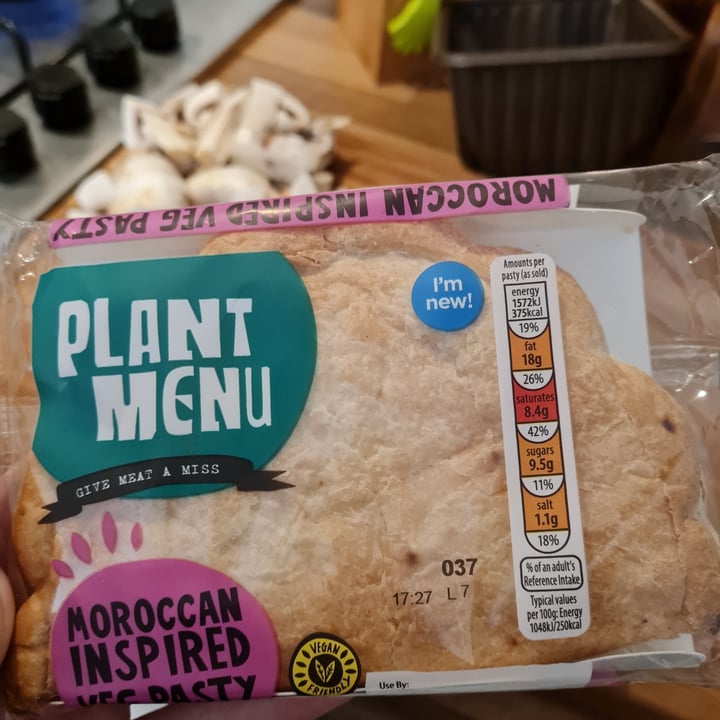 MOROCCAN INSPIRED VEG PASTY
PLANT
MENU
GIVE MEAT A MISS
I'm
new!
Amounts per
pasty (as sold)
energy
1572kJ
375kcal
19%
fat
18g
26%
saturates
8.4g
42%
sugars
9.5g
11%
salt
1.1g
18%
% of an adult's
Reference Intake
Typical values
per 100g: Energy
1048kJ/250kcal
037
17:27 L7
MOROCCAN
INSPIRED
VEG PASTY
VEGAN
FRIENDLY
Use By: